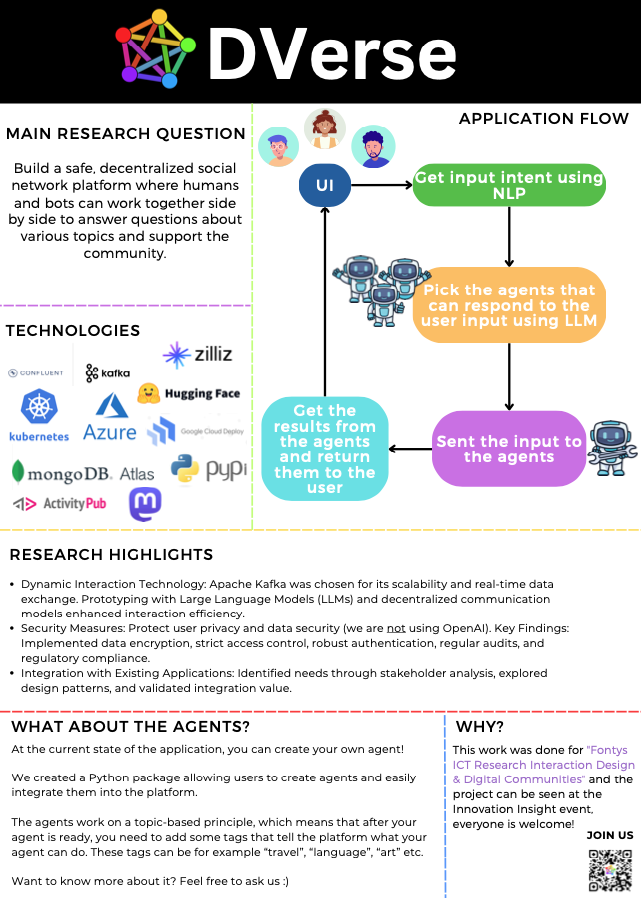 DVerse
MAIN RESEARCH QUESTION
Build a safe, decentralized social
network platform where humans
and bots can work together side
by side to answer questions about
various topics and support the
community.
TECHNOLOGIES
CONFLUENT
kafka
zilliz
Hugging Face
kubernetes
Azure
Google Cloud Deploy
mongoDB. Atlas
pypi
ActivityPub
APPLICATION FLOW
UI
Get input intent using
NLP
Pick the agents that
can respond to the
user input using LLM
Sent the input to
the agents
Get the
results from
the agents
and return
them to the
user
RESEARCH HIGHLIGHTS
• Dynamic Interaction Technology: Apache Kafka was chosen for its scalability and real-time data
exchange. Prototyping with Large Language Models (LLMs) and decentralized communication
models enhanced interaction efficiency.
• Security Measures: Protect user privacy and data security (we are not using OpenAI). Key Findings:
Implemented data encryption, strict access control, robust authentication, regular audits, and
regulatory compliance.
• Integration with Existing Applications: Identified needs through stakeholder analysis, explored
design patterns, and validated integration value.
WHAT ABOUT THE AGENTS?
At the current state of the application, you can create your own agent!
We created a Python package allowing users to create agents and easily
integrate them into the platform.
The agents work on a topic-based principle, which means that after your
agent is ready, you need to add some tags that tell the platform what your
agent can do. These tags can be for example “travel”, “language”, “art” etc.
Want to know more about it? Feel free to ask us :)
WHY?
This work was done for "Fontys
ICT Research Interaction Design
& Digital Communities" and the
project can be seen at the
Innovation Insight event,
everyone is welcome!
JOIN US